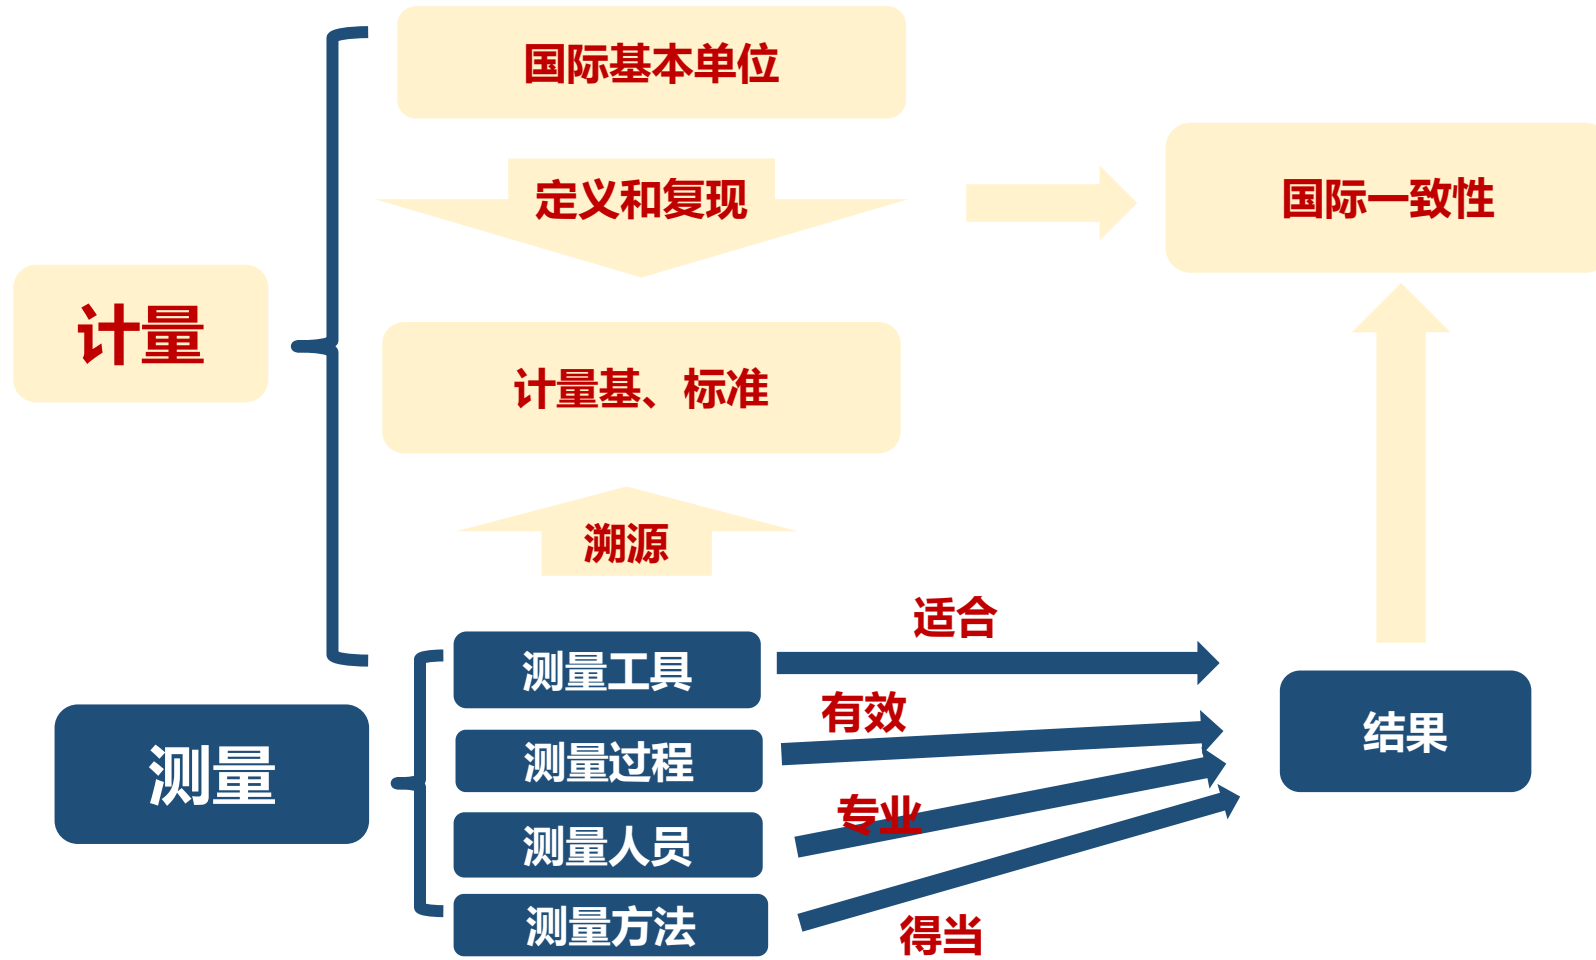 国际基本单位
定义和复现
国际一致性
计量
计量基、标准
溯源
适合
测量工具
有效
结果
测量
测量过程
专业
测量人员
测量方法
得当